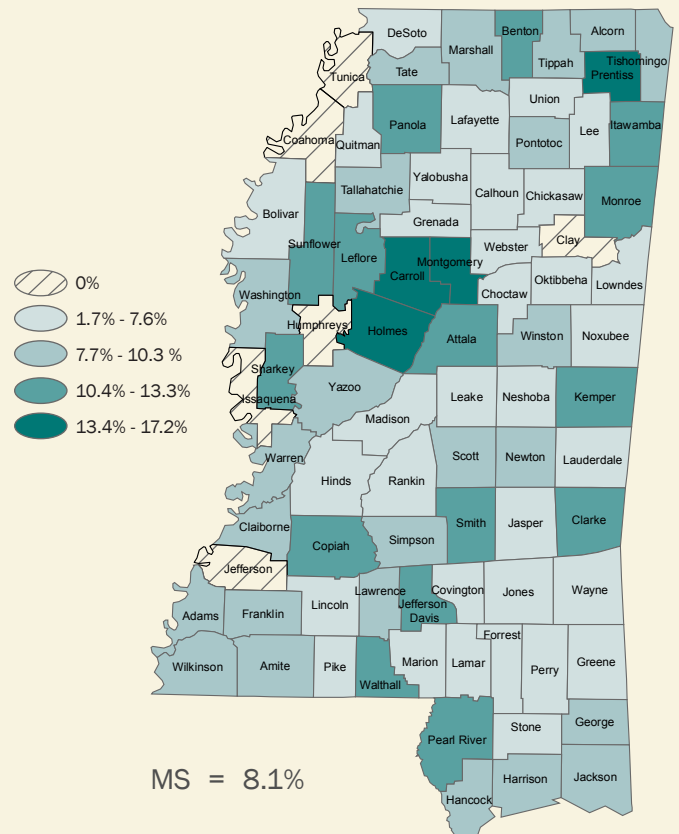 DeSoto
Benton
Alcorn
Marshall
Tippah
Tishomingo
Prentiss
Tunica
Tate
Union
Panola
Lafayette
Lee
Itawamba
Coahoma
Quitman
Pontotoc
Yalobusha
Tallahatchie
Calhoun
Chickasaw
Monroe
Bolivar
Grenada
Sunflower
Leflore
Webster
Clay
Montgomery
Carroll
Oktibbeha
Lowndes
Choctaw
Washington
Humphreys
Holmes
Attala
Winston
Noxubee
Sharkey
Issaquena
Yazoo
Leake
Neshoba
Kemper
Madison
Warren
Scott
Newton
Lauderdale
Hinds
Rankin
Claiborne
Copiah
Simpson
Smith
Jasper
Clarke
Jefferson
Lawrence
Covington
Jones
Wayne
Adams
Franklin
Lincoln
Jefferson
Davis
Forrest
Wilkinson
Amite
Pike
Walthall
Marion
Lamar
Perry
Greene
Pearl River
Stone
George
Hancock
Harrison
Jackson
0%
1.7% - 7.6%
7.7% - 10.3 %
10.4% - 13.3%
13.4% - 17.2%
MS = 8.1%